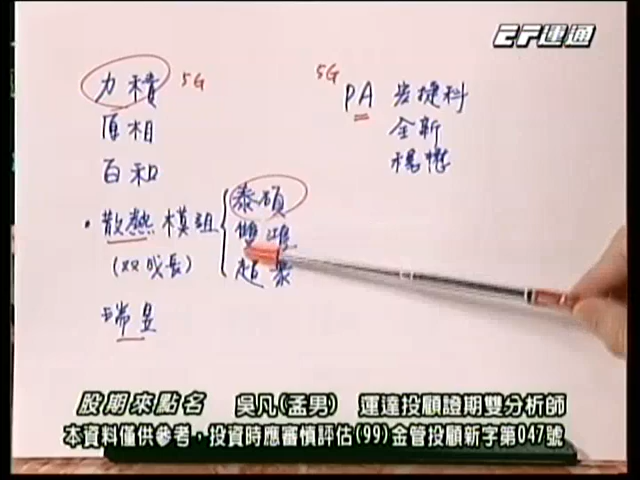 EF運通
力積 5G
原相
百和
・散熱模組 { 泰碩
雙鴻
超眾
(双成長)
瑞昱
5G PA 宏捷科
全新
穩懋
股期來點名 吳凡(孟男) 運達投顧證期雙分析師
本資料僅供參考,投資時應審慎評估(99)金管投顧新字第047號